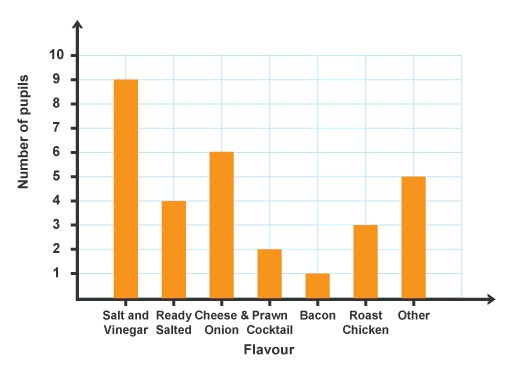 Number of pupils
10
9
8
7
6
5
4
3
2
1
Salt and Vinegar
Ready Salted
Cheese & Onion
Prawn Cocktail
Bacon
Roast Chicken
Other
Flavour